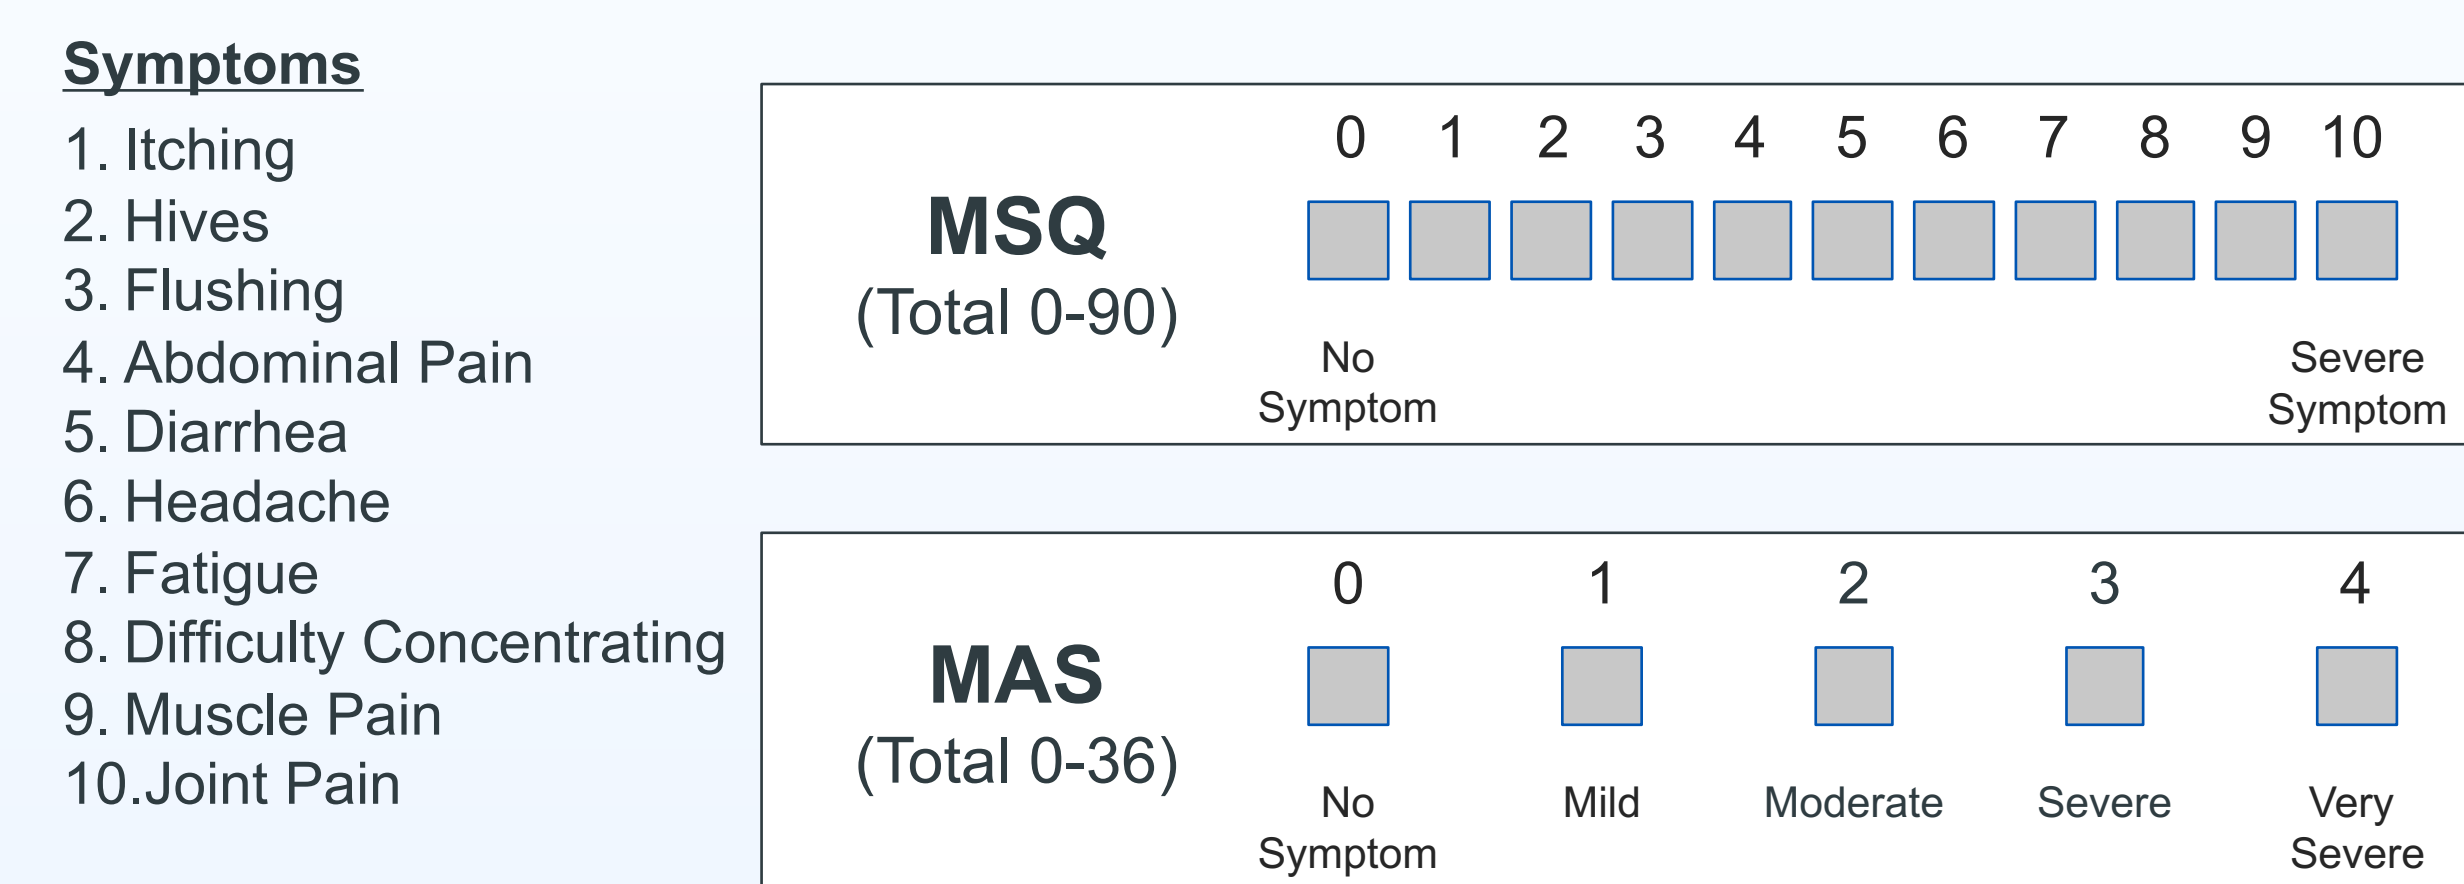 Symptoms
1. Itching
2. Hives
3. Flushing
4. Abdominal Pain
5. Diarrhea
6. Headache
7. Fatigue
8. Difficulty Concentrating
9. Muscle Pain
10.Joint Pain
0 1 2 3 4 5 6 7 8 9 10
MSQ
(Total 0-90)
No Severe
Symptom Symptom
0 1 2 3 4
MAS
(Total 0-36)
No Mild Moderate Severe Very
Symptom Severe